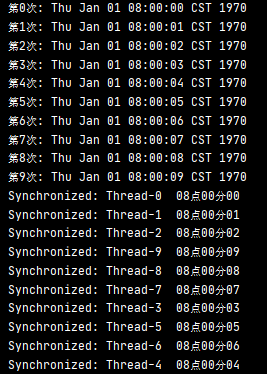 第0次: Thu Jan 01 08:00:00 CST 1970
第1次: Thu Jan 01 08:00:01 CST 1970
第2次: Thu Jan 01 08:00:02 CST 1970
第3次: Thu Jan 01 08:00:03 CST 1970
第4次: Thu Jan 01 08:00:04 CST 1970
第5次: Thu Jan 01 08:00:05 CST 1970
第6次: Thu Jan 01 08:00:06 CST 1970
第7次: Thu Jan 01 08:00:07 CST 1970
第8次: Thu Jan 01 08:00:08 CST 1970
第9次: Thu Jan 01 08:00:09 CST 1970
Synchronized: Thread-0  08点00分00
Synchronized: Thread-1  08点00分01
Synchronized: Thread-2  08点00分02
Synchronized: Thread-9  08点00分09
Synchronized: Thread-8  08点00分08
Synchronized: Thread-7  08点00分07
Synchronized: Thread-3  08点00分03
Synchronized: Thread-5  08点00分05
Synchronized: Thread-6  08点00分06
Synchronized: Thread-4  08点00分04